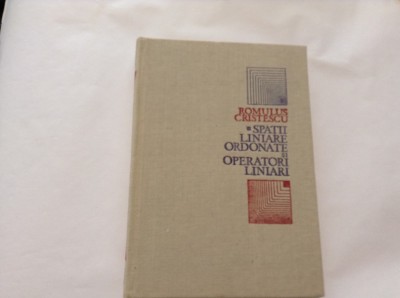 ROMULUS
CRISTESCU
SPAȚII
LINIARE
ORDONATE
ȘI
OPERATORI
LINIARI